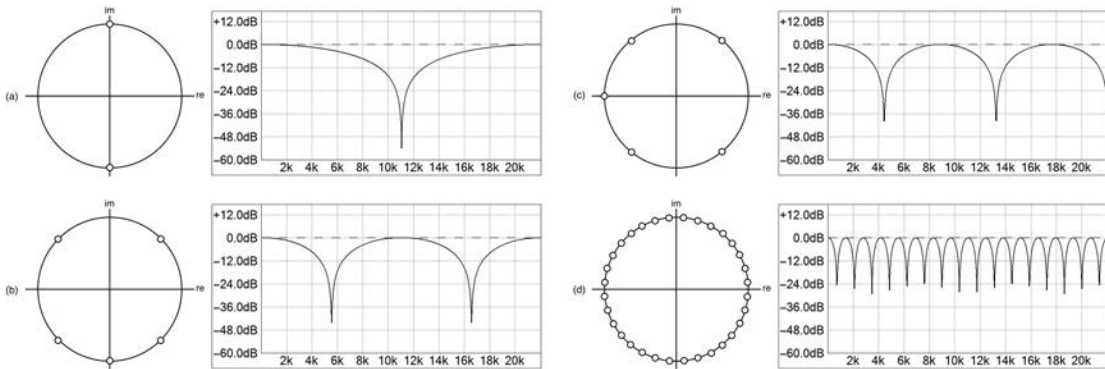 im
(a)
re
+12.0dB
0.0dB
−12.0dB
−24.0dB
−36.0dB
−48.0dB
−60.0dB
2k 4k 6k 8k 10k 12k 14k 16k 18k 20k
im
(c)
re
+12.0dB
0.0dB
−12.0dB
−24.0dB
−36.0dB
−48.0dB
−60.0dB
2k 4k 6k 8k 10k 12k 14k 16k 18k 20k
im
(b)
re
+12.0dB
0.0dB
−12.0dB
−24.0dB
−36.0dB
−48.0dB
−60.0dB
2k 4k 6k 8k 10k 12k 14k 16k 18k 20k
im
(d)
re
+12.0dB
0.0dB
−12.0dB
−24.0dB
−36.0dB
−48.0dB
−60.0dB
2k 4k 6k 8k 10k 12k 14k 16k 18k 20k